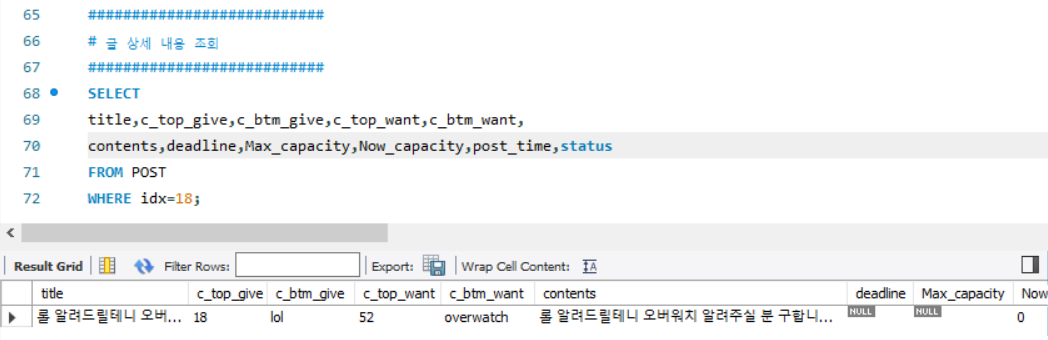 65 ###########################
66 # 글 상세 내용 조회
67 ###########################
68 SELECT
69 title,c_top_give,c_btm_give,c_top_want,c_btm_want,
70 contents,deadline,Max_capacity,Now_capacity,post_time,status
71 FROM POST
72 WHERE idx=18;
Result Grid Filter Rows: Export: Wrap Cell Content: IA
title c_top_give c_btm_give c_top_want c_btm_want contents deadline Max_capacity Now
롤 알려드릴테니 오버... 18 lol 52 overwatch 롤 알려드릴테니 오버워치 알려주실 분 구합니... NULL NULL 0